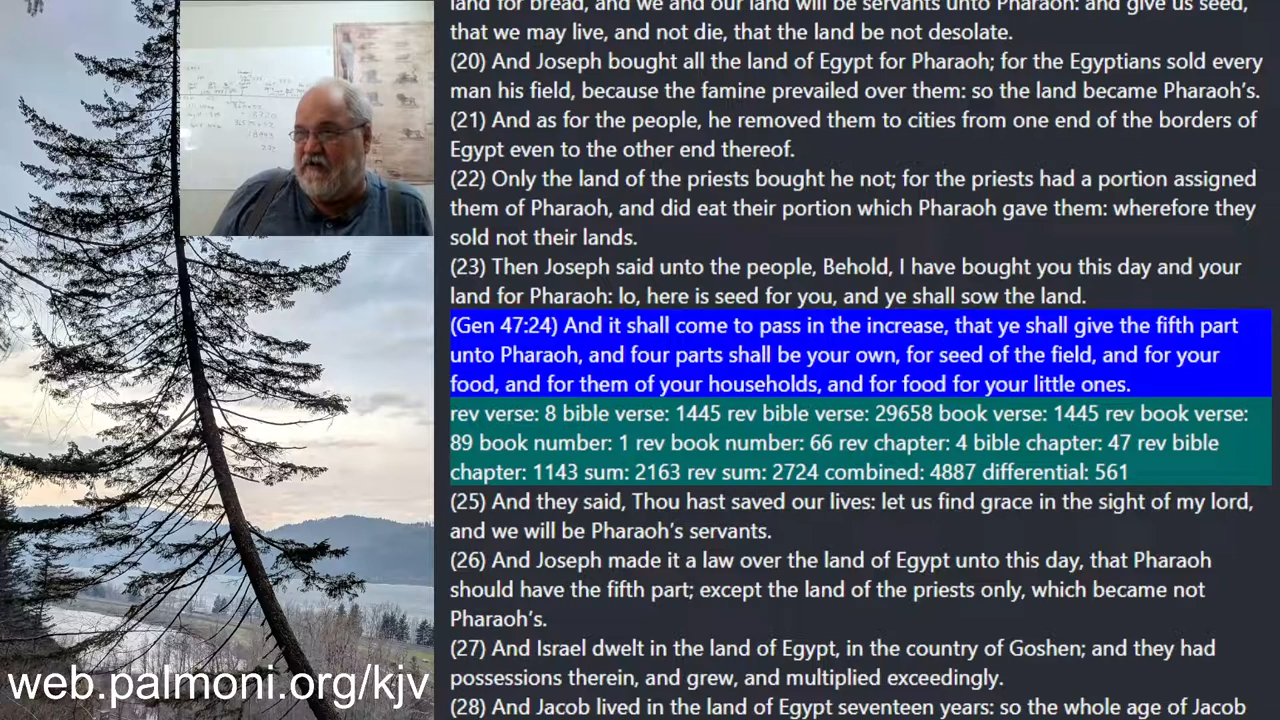 land for bread, and we and our land will be servants unto Pharaoh: and give us seed,
that we may live, and not die, that the land be not desolate.
(20) And Joseph bought all the land of Egypt for Pharaoh; for the Egyptians sold every
man his field, because the famine prevailed over them: so the land became Pharaoh’s.
(21) And as for the people, he removed them to cities from one end of the borders of
Egypt even to the other end thereof.
(22) Only the land of the priests bought he not; for the priests had a portion assigned
them of Pharaoh, and did eat their portion which Pharaoh gave them: wherefore they
sold not their lands.
(23) Then Joseph said unto the people, Behold, I have bought you this day and your
land for Pharaoh: lo, here is seed for you, and ye shall sow the land.
(Gen 47:24) And it shall come to pass in the increase, that ye shall give the fifth part
unto Pharaoh, and four parts shall be your own, for seed of the field, and for your
food, and for them of your households, and for food for your little ones.
rev verse: 8 bible verse: 1445 rev bible verse: 29658 book verse: 1445 rev book verse:
89 book number: 1 rev book number: 66 rev chapter: 4 bible chapter: 47 rev bible
chapter: 1143 sum: 2163 rev sum: 2724 combined: 4887 differential: 561
(25) And they said, Thou hast saved our lives: let us find grace in the sight of my lord,
and we will be Pharaoh’s servants.
(26) And Joseph made it a law over the land of Egypt unto this day, that Pharaoh
should have the fifth part; except the land of the priests only, which became not
Pharaoh’s.
(27) And Israel dwelt in the land of Egypt, in the country of Goshen; and they had
possessions therein, and grew, and multiplied exceedingly.
(28) And Jacob lived in the land of Egypt seventeen years: so the whole age of Jacob
web.palmoni.org/kjv